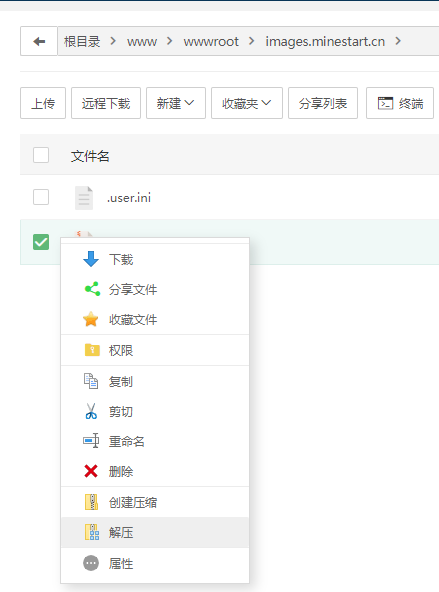 根目录 www wwwroot images.minestart.cn
上传 远程下载 新建 收藏夹 分享列表 终端
文件名
.user.ini
下载
分享文件
收藏文件
权限
复制
剪切
重命名
删除
创建压缩
解压
属性